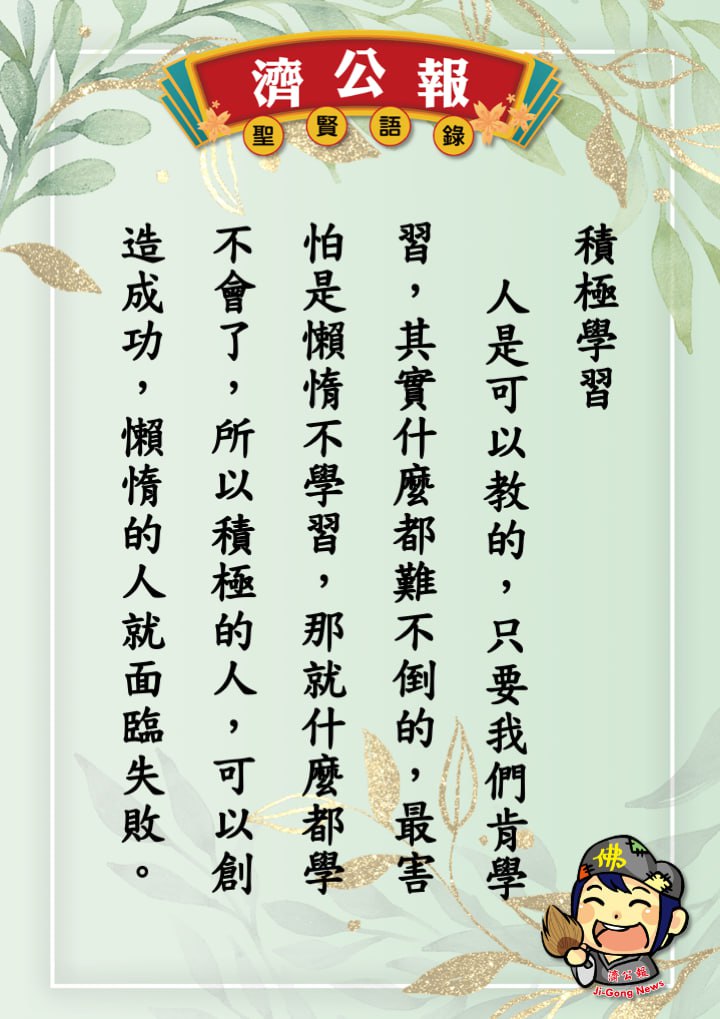 濟公報
聖賢語錄
積極學習
人是可以教的，只要我們肯學
習，其實什麼都難不倒的，最害
怕是懶惰不學習，那就什麼都學
不會了，所以積極的人，可以創
造成功，懶惰的人就面臨失敗。
佛
濟公報
Ji-Gong News